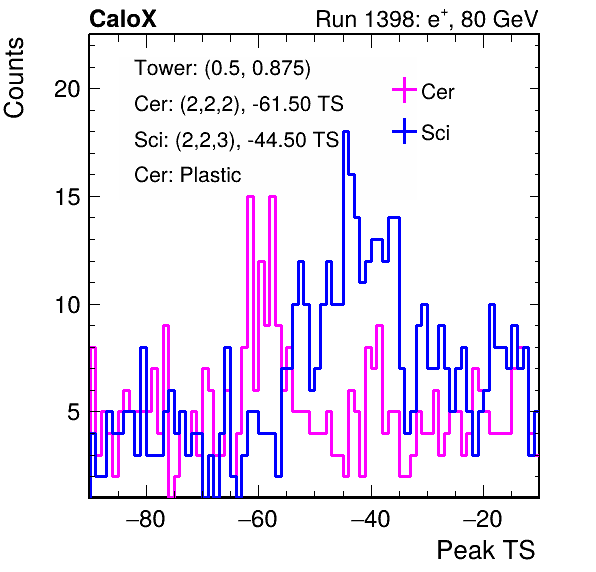 CaloX Run 1398: e⁺, 80 GeV
Counts
Tower: (0.5, 0.875)
Cer: (2,2,2), -61.50 TS
Sci: (2,2,3), -44.50 TS
Cer: Plastic
Cer
Sci
20
15
10
5
−80 −60 −40 −20
Peak TS